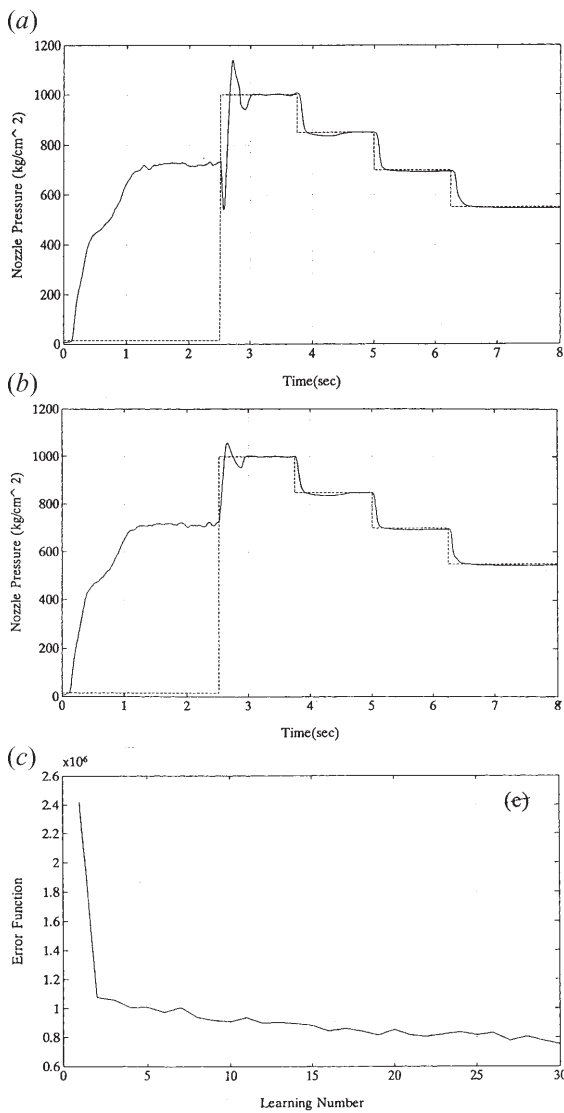 (a)
1200
1000
800
600
400
200
0
Nozzle Pressure (kg/cm^ 2)
0 1 2 3 4 5 6 7 8
Time(sec)
(b)
1200
1000
800
600
400
200
0
Nozzle Pressure (kg/cm^ 2)
0 1 2 3 4 5 6 7 8
Time(sec)
(c)
x10⁶
2.6
2.4
2.2
2
1.8
1.6
1.4
1.2
1
0.8
0.6
Error Function
(c)
0 5 10 15 20 25 30
Learning Number